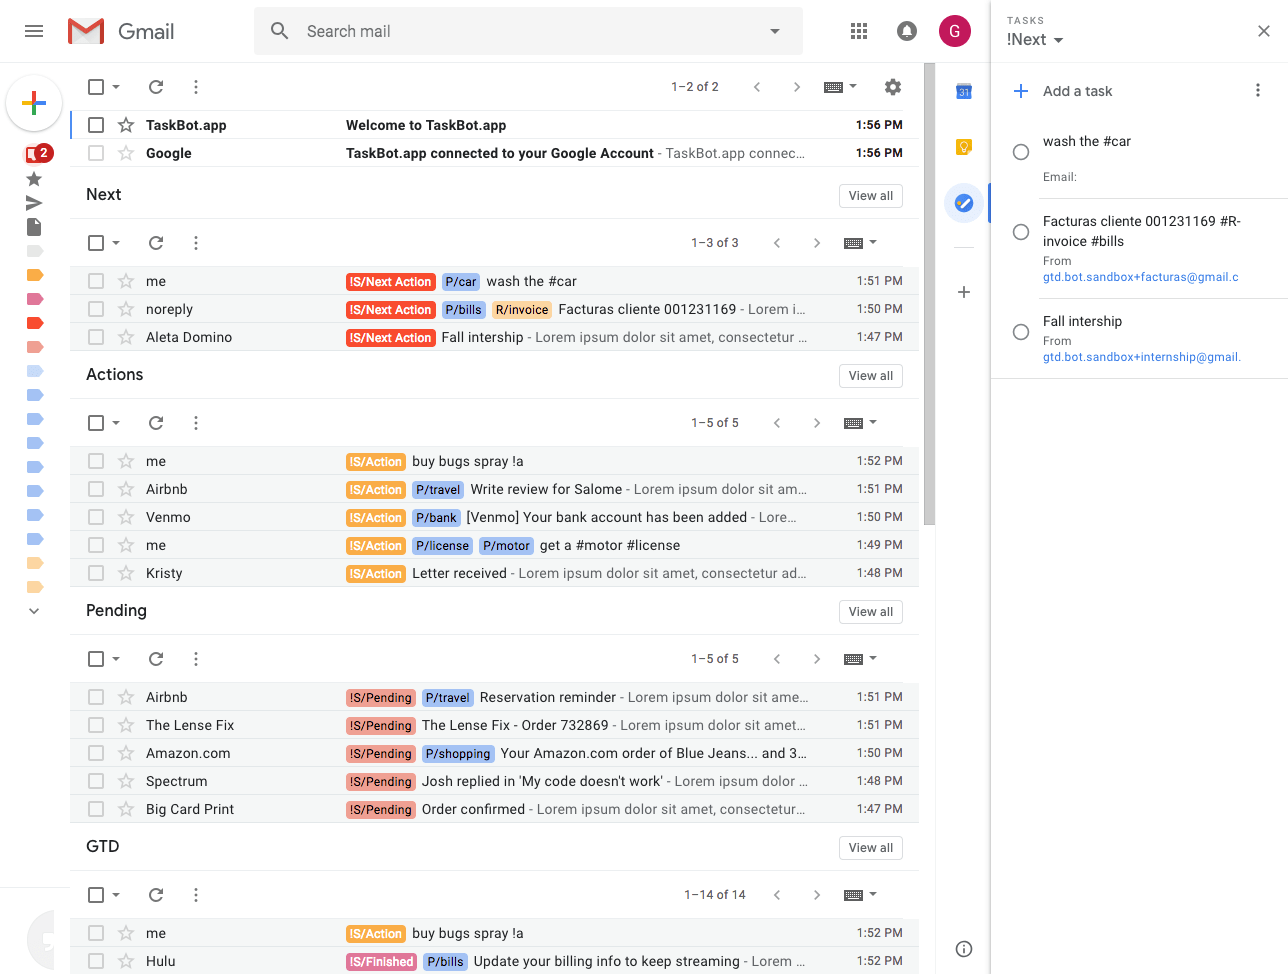 Gmail
Search mail
G
TASKS
!Next
Add a task
2
31
1–2 of 2
TaskBot.app Welcome to TaskBot.app 1:56 PM
Google TaskBot.app connected to your Google Account - TaskBot.app connec... 1:56 PM
Next View all
1–3 of 3
me !S/Next Action P/car wash the #car 1:51 PM
noreply !S/Next Action P/bills R/invoice Facturas cliente 001231169 - Lorem i... 1:50 PM
Aleta Domino !S/Next Action Fall intership - Lorem ipsum dolor sit amet, consectetur ... 1:47 PM
Actions View all
1–5 of 5
me !S/Action buy bugs spray !a 1:52 PM
Airbnb !S/Action P/travel Write review for Salome - Lorem ipsum dolor sit am... 1:51 PM
Venmo !S/Action P/bank [Venmo] Your bank account has been added - Lore... 1:50 PM
me !S/Action P/license P/motor get a #motor #license 1:49 PM
Kristy !S/Action Letter received - Lorem ipsum dolor sit amet, consectetur ad... 1:48 PM
Pending View all
1–5 of 5
Airbnb !S/Pending P/travel Reservation reminder - Lorem ipsum dolor sit ame... 1:51 PM
The Lense Fix !S/Pending The Lense Fix - Order 732869 - Lorem ipsum dolor sit amet... 1:51 PM
Amazon.com !S/Pending P/shopping Your Amazon.com order of Blue Jeans... and 3... 1:50 PM
Spectrum !S/Pending Josh replied in 'My code doesn't work' - Lorem ipsum dolor ... 1:48 PM
Big Card Print !S/Pending Order confirmed - Lorem ipsum dolor sit amet, consectetur... 1:47 PM
GTD View all
1–14 of 14
me !S/Action buy bugs spray !a 1:52 PM
Hulu !S/Finished P/bills Update your billing info to keep streaming - Lorem ... 1:52 PM
wash the #car
Email:
Facturas cliente 001231169 #R-
invoice #bills
From
gtd.bot.sandbox+facturas@gmail.c
Fall intership
From
gtd.bot.sandbox+internship@gmail.